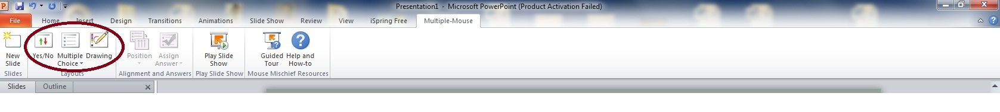 Presentation1 - Microsoft PowerPoint (Product Activation Failed)
File Home Insert Design Transitions Animations Slide Show Review View iSpring Free Multiple-Mouse
New Slide
Yes/No
Multiple Choice
Drawing
Position
Assign Answer
Play Slide Show
Guided Tour
Help and How-to
Slides Layouts Alignment and Answers Play Slide Show Mouse Mischief Resources
Slides Outline